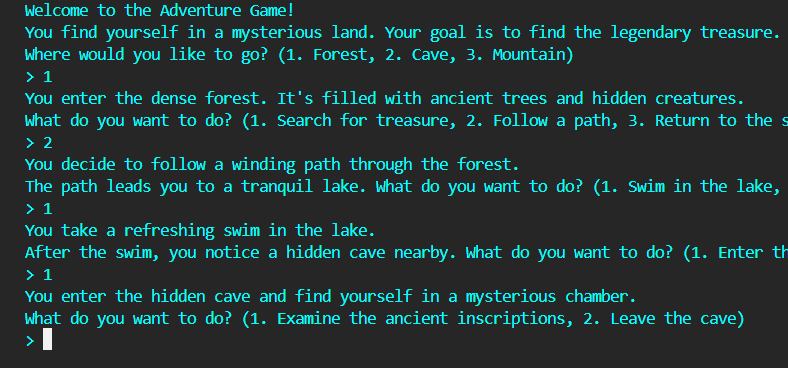 Welcome to the Adventure Game!
You find yourself in a mysterious land. Your goal is to find the legendary treasure.
Where would you like to go? (1. Forest, 2. Cave, 3. Mountain)
> 1
You enter the dense forest. It's filled with ancient trees and hidden creatures.
What do you want to do? (1. Search for treasure, 2. Follow a path, 3. Return to the
> 2
You decide to follow a winding path through the forest.
The path leads you to a tranquil lake. What do you want to do? (1. Swim in the lake,
> 1
You take a refreshing swim in the lake.
After the swim, you notice a hidden cave nearby. What do you want to do? (1. Enter
> 1
You enter the hidden cave and find yourself in a mysterious chamber.
What do you want to do? (1. Examine the ancient inscriptions, 2. Leave the cave)
>